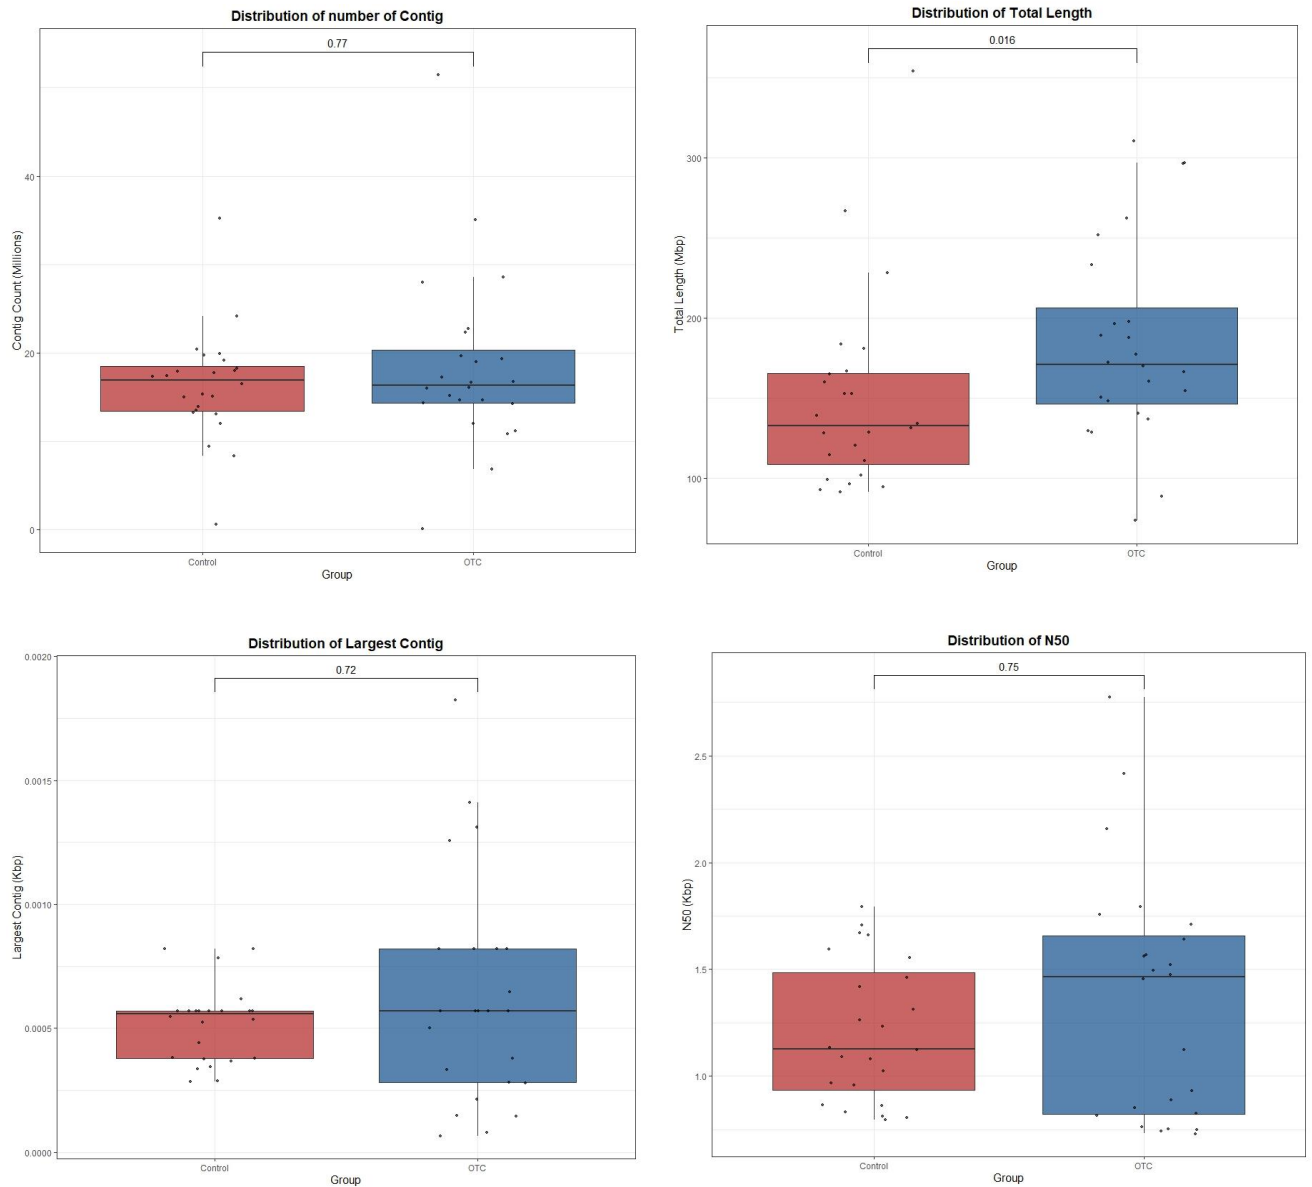 Distribution of number of Contig
0.77
Contig Count (Millions)
40
20
0
Control
OTC
Group
Distribution of Total Length
0.016
Total Length (Mbp)
300
200
100
Control
OTC
Group
Distribution of Largest Contig
0.72
Largest Contig (Kbp)
0.0020
0.0015
0.0010
0.0005
0.0000
Control
OTC
Group
Distribution of N50
0.75
N50 (Kbp)
2.5
2.0
1.5
1.0
Control
OTC
Group